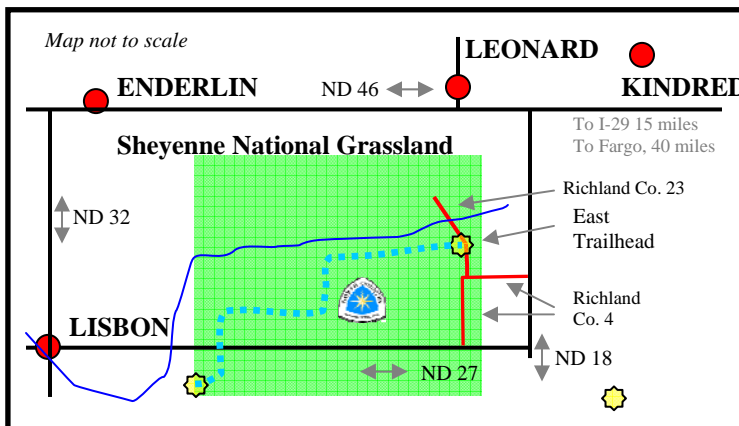 Map not to scale
LEONARD
ENDERLIN
ND 46
KINDRED
To I-29 15 miles
To Fargo, 40 miles
Sheyenne National Grassland
Richland Co. 23
ND 32
East
Trailhead
Richland
Co. 4
LISBON
ND 18
ND 27